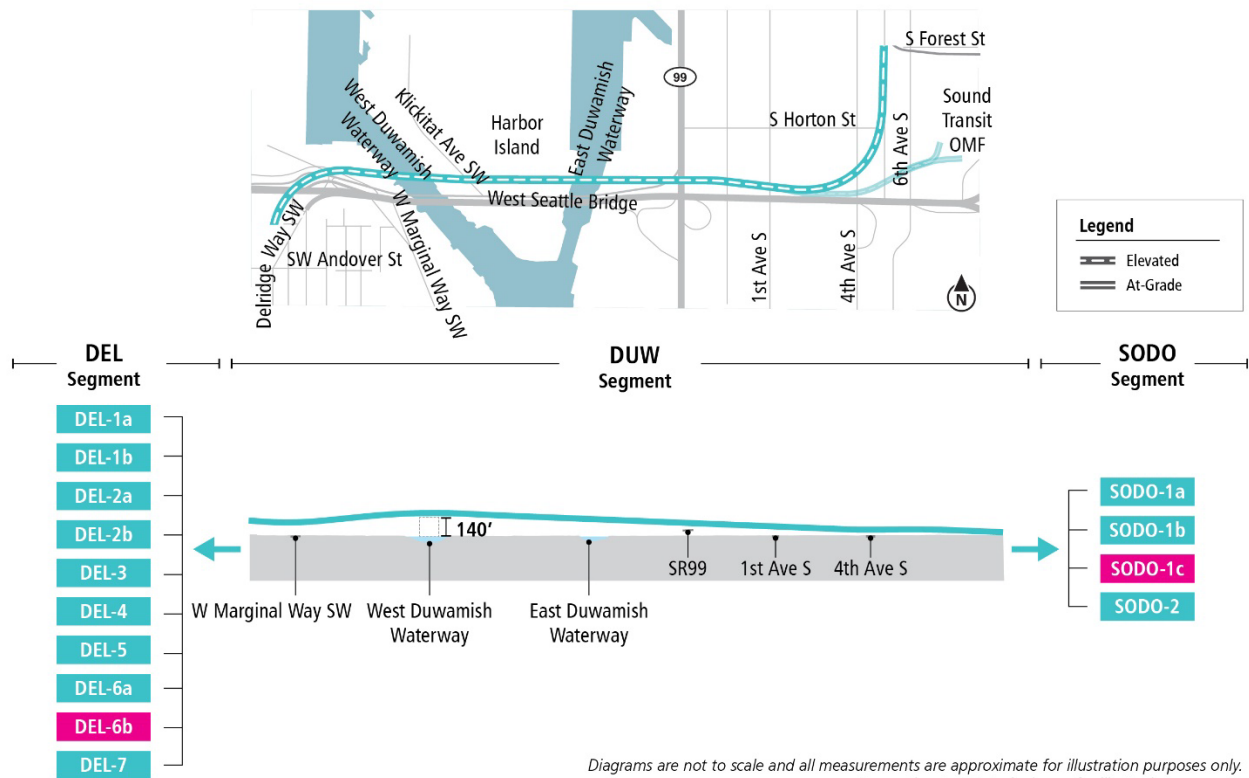 S Forest St
99
West Duwamish
Waterway
Klickitat Ave SW
Harbor
Island
East Duwamish
Waterway
S Horton St
6th Ave S
Sound
Transit
OMF
West Seattle Bridge
Delridge Way SW
SW Andover St
W Marginal Way SW
1st Ave S
4th Ave S
N
Legend
Elevated
At-Grade
DEL
Segment
DUW
Segment
SODO
Segment
DEL-1a
DEL-1b
DEL-2a
DEL-2b
DEL-3
DEL-4
DEL-5
DEL-6a
DEL-6b
DEL-7
140’
W Marginal Way SW
West Duwamish
Waterway
East Duwamish
Waterway
SR99
1st Ave S
4th Ave S
SODO-1a
SODO-1b
SODO-1c
SODO-2
Diagrams are not to scale and all measurements are approximate for illustration purposes only.